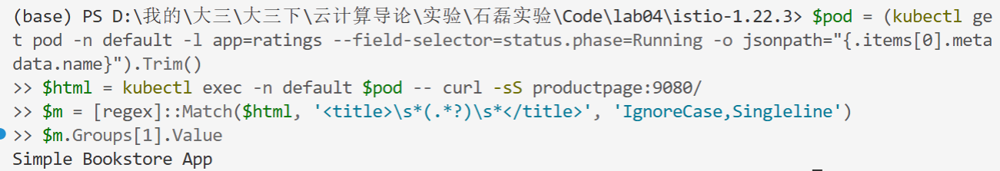 (base) PS D:\我的\大三\大三下\云计算导论\实验\石磊实验\Code\lab04\istio-1.22.3> $pod = (kubectl ge
t pod -n default -l app=ratings --field-selector=status.phase=Running -o jsonpath="{.items[0].meta
data.name}").Trim()
>> $html = kubectl exec -n default $pod -- curl -sS productpage:9080/
>> $m = [regex]::Match($html, '<title>\s*(.*?)\s*</title>', 'IgnoreCase,Singleline')
>> $m.Groups[1].Value
Simple Bookstore App